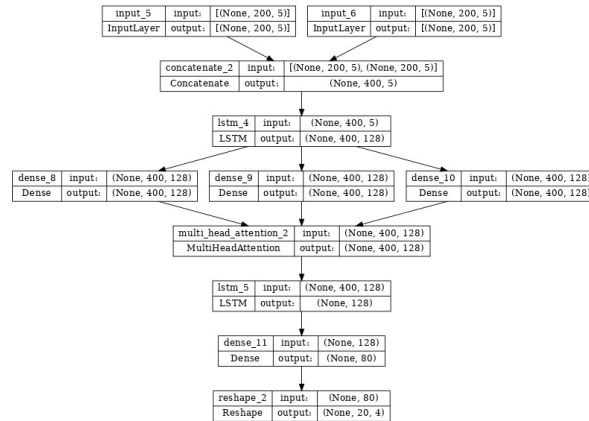 input_5 input: [(None, 200, 5)] input_6 input: [(None, 200, 5)]
InputLayer output: [(None, 200, 5)] InputLayer output: [(None, 200, 5)]
concatenate_2 input: [(None, 200, 5), (None, 200, 5)]
Concatenate output: (None, 400, 5)
lstm_4 input: (None, 400, 5)
LSTM output: (None, 400, 128)
dense_8 input: (None, 400, 128) dense_9 input: (None, 400, 128) dense_10 input: (None, 400, 128)
Dense output: (None, 400, 128) Dense output: (None, 400, 128) Dense output: (None, 400, 128)
multi_head_attention_2 input: (None, 400, 128)
MultiHeadAttention output: (None, 400, 128)
lstm_5 input: (None, 400, 128)
LSTM output: (None, 128)
dense_11 input: (None, 128)
Dense output: (None, 80)
reshape_2 input: (None, 80)
Reshape output: (None, 20, 4)